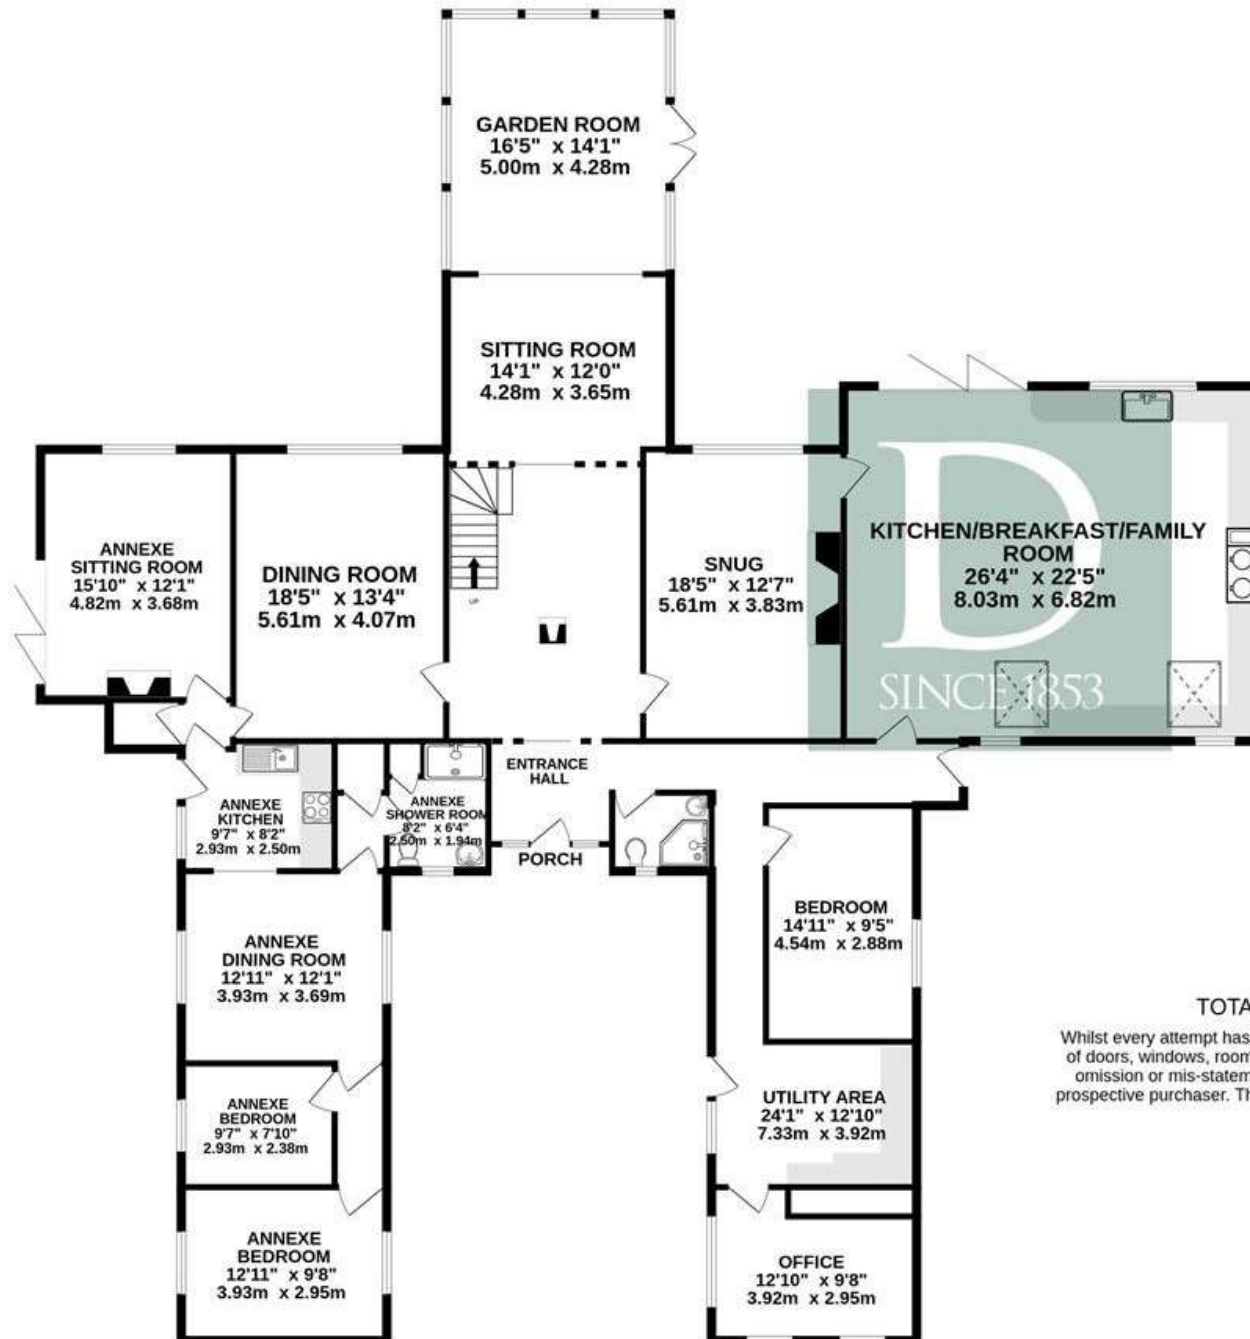 GARDEN ROOM
16'5" x 14'1"
5.00m x 4.28m
SITTING ROOM
14'1" x 12'0"
4.28m x 3.65m
ANNEXE
SITTING ROOM
15'10" x 12'1"
4.82m x 3.68m
DINING ROOM
18'5" x 13'4"
5.61m x 4.07m
UP
SNUG
18'5" x 12'7"
5.61m x 3.83m
D
KITCHEN/BREAKFAST/FAMILY
ROOM
26'4" x 22'5"
8.03m x 6.82m
SINCE 1853
ENTRANCE
HALL
PORCH
ANNEXE
KITCHEN
9'7" x 8'2"
2.93m x 2.50m
ANNEXE
SHOWER ROOM
8'2" x 6'4"
2.50m x 1.94m
ANNEXE
DINING ROOM
12'11" x 12'1"
3.93m x 3.69m
BEDROOM
14'11" x 9'5"
4.54m x 2.88m
ANNEXE
BEDROOM
9'7" x 7'10"
2.93m x 2.38m
UTILITY AREA
24'1" x 12'10"
7.33m x 3.92m
ANNEXE
BEDROOM
12'11" x 9'8"
3.93m x 2.95m
OFFICE
12'10" x 9'8"
3.92m x 2.95m
TOTA
Whilst every attempt has
of doors, windows, room
omission or mis-statem
prospective purchaser. Th